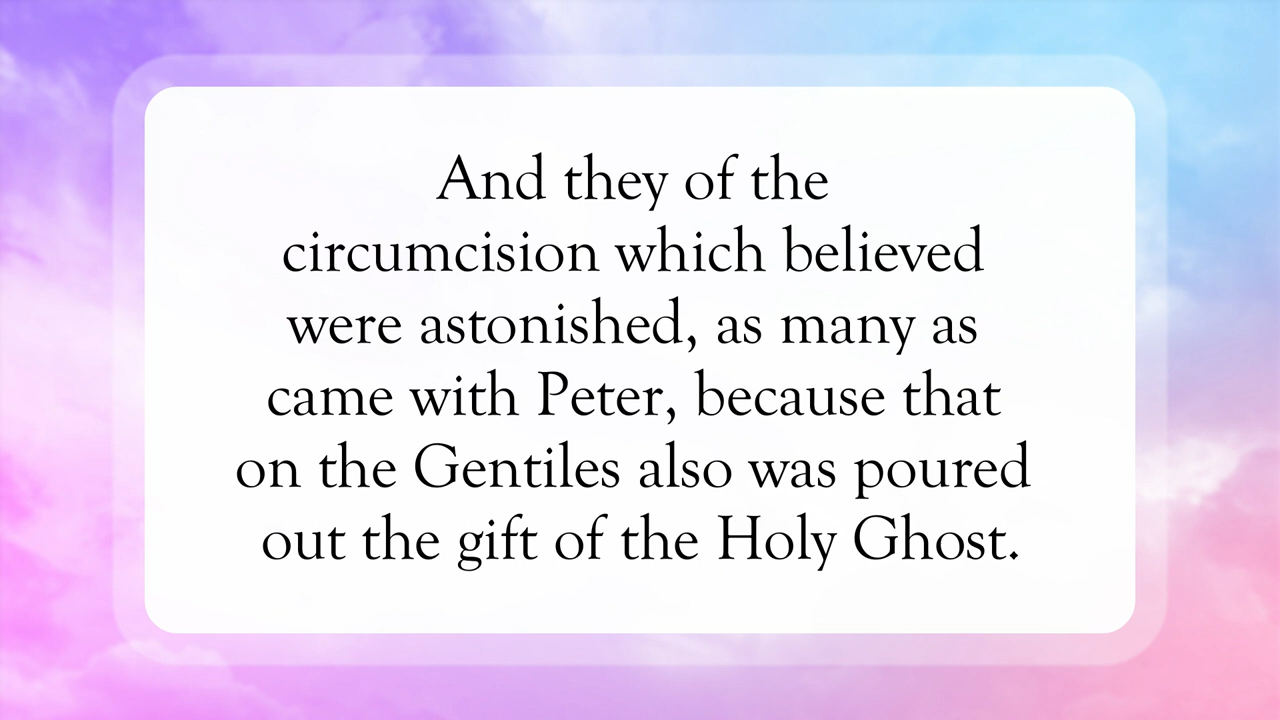 And they of the
circumcision which believed
were astonished, as many as
came with Peter, because that
on the Gentiles also was poured
out the gift of the Holy Ghost.